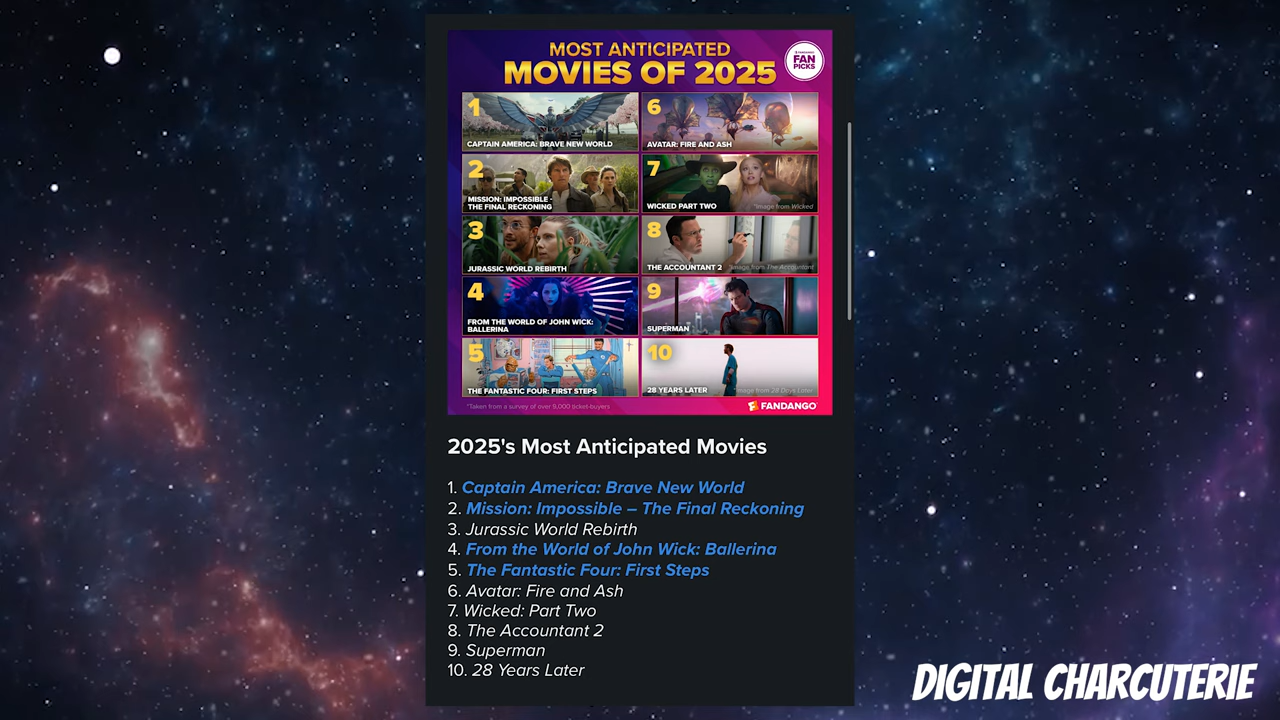 MOST ANTICIPATED
MOVIES OF 2025
FANDANGO
FAN
PICKS
1
CAPTAIN AMERICA: BRAVE NEW WORLD
2
MISSION: IMPOSSIBLE -
THE FINAL RECKONING
3
JURASSIC WORLD REBIRTH
4
FROM THE WORLD OF JOHN WICK:
BALLERINA
5
THE FANTASTIC FOUR: FIRST STEPS
6
AVATAR: FIRE AND ASH
7
WICKED PART TWO
*Image from Wicked
8
THE ACCOUNTANT 2
*Image from The Accountant
9
SUPERMAN
10
28 YEARS LATER
*Image from 28 Days Later
*Taken from a survey of over 9,000 ticket-buyers
FANDANGO
2025's Most Anticipated Movies
1. Captain America: Brave New World
2. Mission: Impossible – The Final Reckoning
3. Jurassic World Rebirth
4. From the World of John Wick: Ballerina
5. The Fantastic Four: First Steps
6. Avatar: Fire and Ash
7. Wicked: Part Two
8. The Accountant 2
9. Superman
10. 28 Years Later
DIGITAL CHARCUTERIE